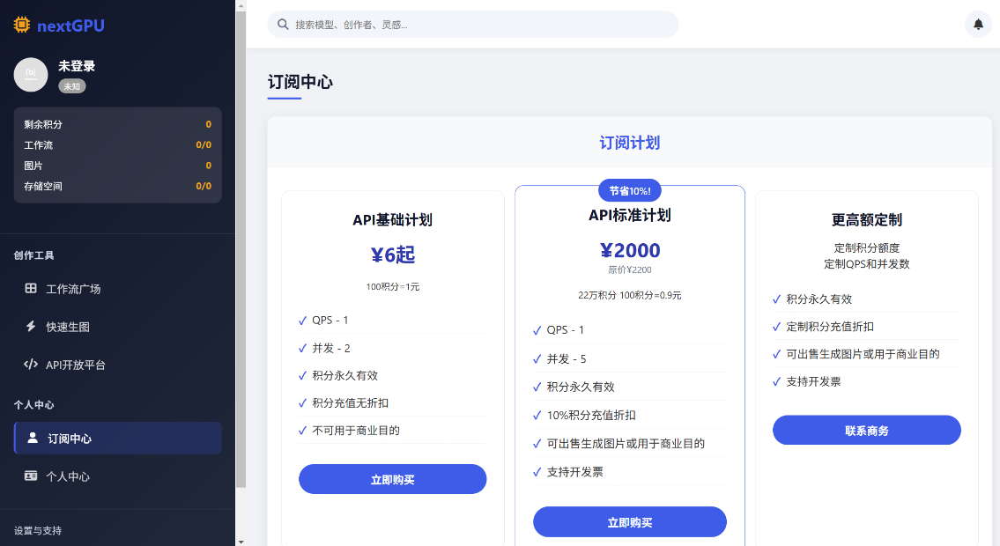 nextGPU
未登录
未知
剩余积分 0
工作流 0/0
图片 0
存储空间 0/0
创作工具
工作流广场
快速生图
API开放平台
个人中心
订阅中心
个人中心
设置与支持
搜索模型、创作者、灵感...
订阅中心
订阅计划
API基础计划
¥6起
100积分=1元
✓ QPS - 1
✓ 并发 - 2
✓ 积分永久有效
✓ 积分充值无折扣
✓ 不可用于商业目的
立即购买
节省10%!
API标准计划
¥2000
原价¥2200
22万积分 100积分=0.9元
✓ QPS - 1
✓ 并发 - 5
✓ 积分永久有效
✓ 10%积分充值折扣
✓ 可出售生成图片或用于商业目的
✓ 支持开发票
立即购买
更高额定制
定制积分额度
定制QPS和并发数
✓ 积分永久有效
✓ 定制积分充值折扣
✓ 可出售生成图片或用于商业目的
✓ 支持开发票
联系商务